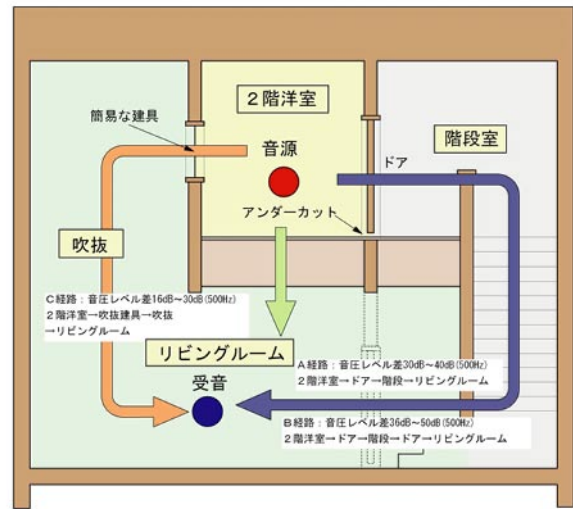 2階洋室
簡易な建具
音源
階段室
ドア
アンダーカット
吹抜
C経路：音圧レベル差16dB～30dB(500Hz)
2階洋室→吹抜建具→吹抜
→リビングルーム
リビングルーム
受音
A経路：音圧レベル差30dB～40dB(500Hz)
2階洋室→ドア→階段→リビングルーム
B経路：音圧レベル差36dB～50dB(500Hz)
2階洋室→ドア→階段→ドア→リビングルーム